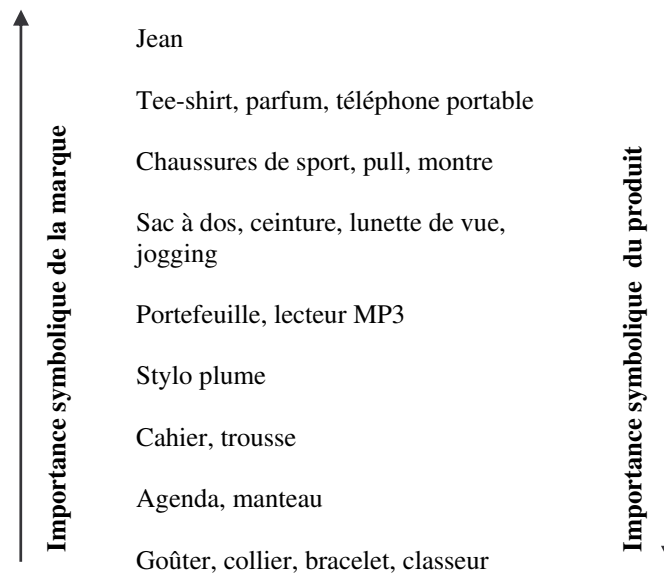 Jean
Tee-shirt, parfum, téléphone portable
Chaussures de sport, pull, montre
Sac à dos, ceinture, lunette de vue,
jogging
Portefeuille, lecteur MP3
Stylo plume
Cahier, trousse
Agenda, manteau
Goûter, collier, bracelet, classeur
Importance symbolique de la marque
Importance symbolique du produit